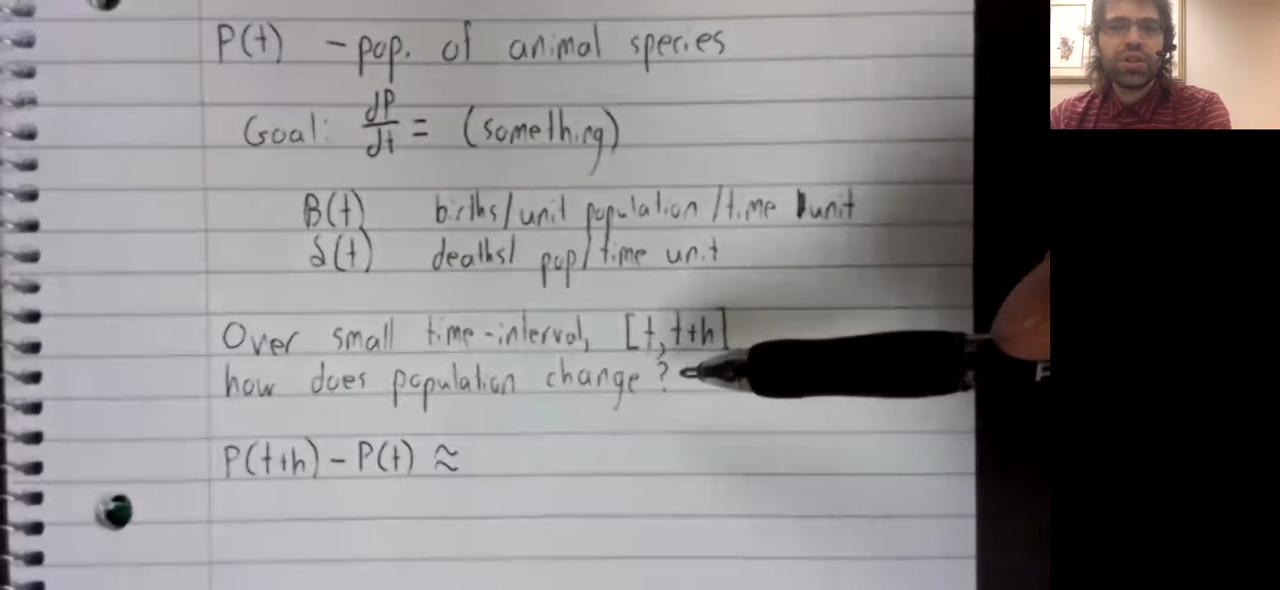 P(t) - pop. of animal species
Goal: dP/dt = (something)
B(t) births/unit population/time unit
δ(t) deaths/ pop/time unit
Over small time-interval, [t, t+h]
how does population change?
P(t+h) - P(t) ≈